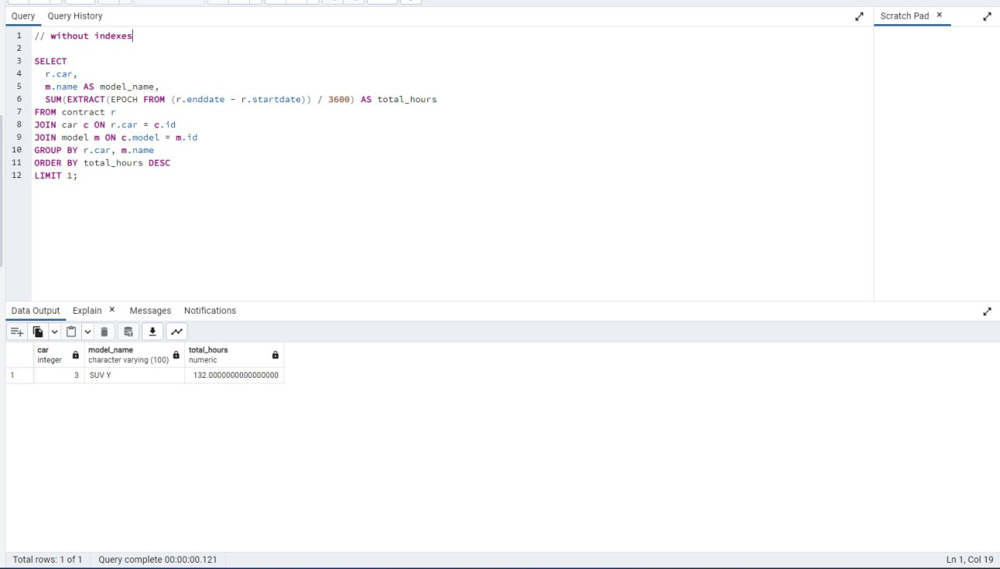 Query Query History
Scratch Pad ×
1 // without indexes
2
3 SELECT
4 r.car,
5 m.name AS model_name,
6 SUM(EXTRACT(EPOCH FROM (r.enddate - r.startdate)) / 3600) AS total_hours
7 FROM contract r
8 JOIN car c ON r.car = c.id
9 JOIN model m ON c.model = m.id
10 GROUP BY r.car, m.name
11 ORDER BY total_hours DESC
12 LIMIT 1;
Data Output Explain × Messages Notifications
car model_name total_hours
integer character varying (100) numeric
1 3 SUV Y 132.0000000000000000
Total rows: 1 of 1 Query complete 00:00:00.121 Ln 1, Col 19